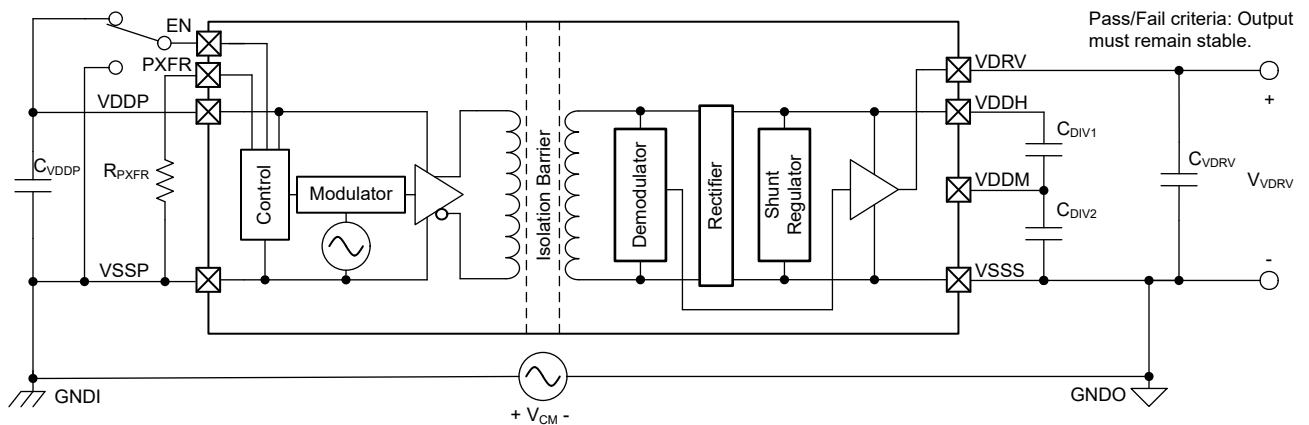 Pass/Fail criteria: Output
must remain stable.
EN
PXFR
VDDP
VSSP
CVDDP
RPXFR
Control
Modulator
Isolation Barrier
Demodulator
Rectifier
Shunt
Regulator
VDRV
VDDH
VDDM
VSSS
CDIV1
CDIV2
CVDRV
+
VVDRV
-
GNDI
+ VCM -
GNDO